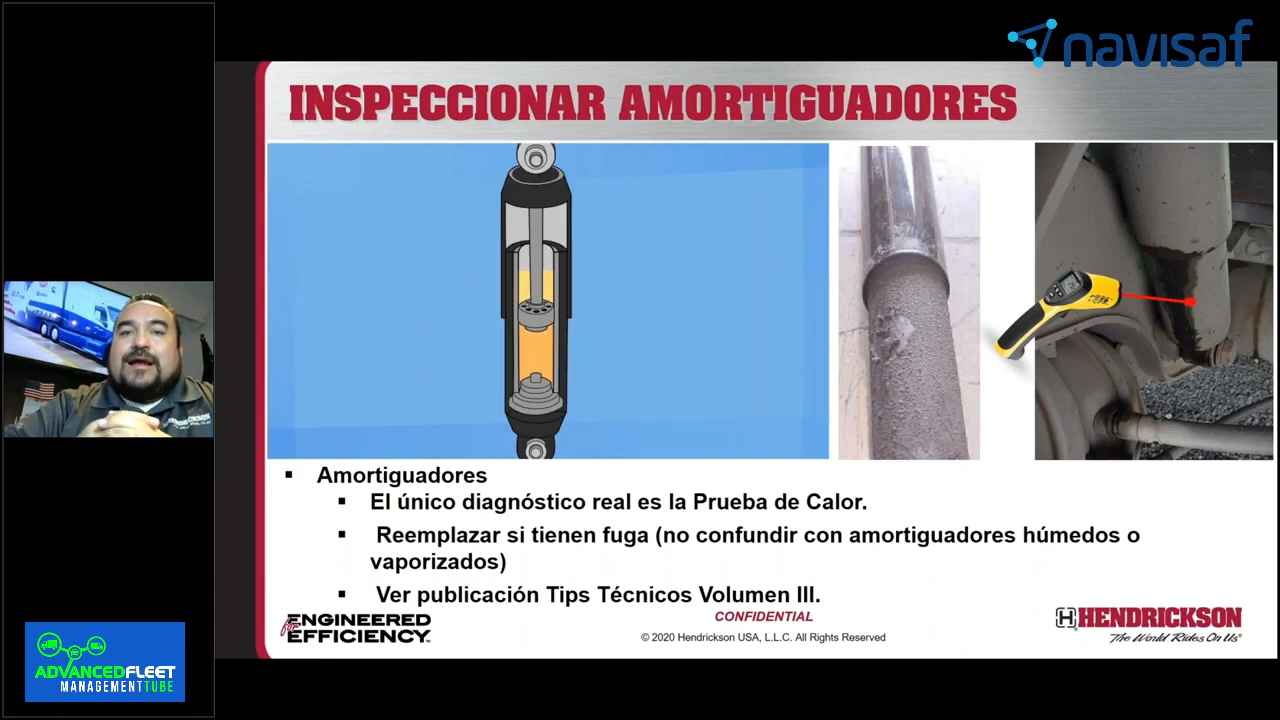 navisaf
INSPECCIONAR AMORTIGUADORES
HENDRICKSON
▪ Amortiguadores
▪ El único diagnóstico real es la Prueba de Calor.
▪ Reemplazar si tienen fuga (no confundir con amortiguadores húmedos o
vaporizados)
▪ Ver publicación Tips Técnicos Volumen III.
ENGINEERED
for EFFICIENCY
CONFIDENTIAL
© 2020 Hendrickson USA, L.L.C. All Rights Reserved
HENDRICKSON
The World Rides On Us®
ADVANCEDFLEET
MANAGEMENTTUBE